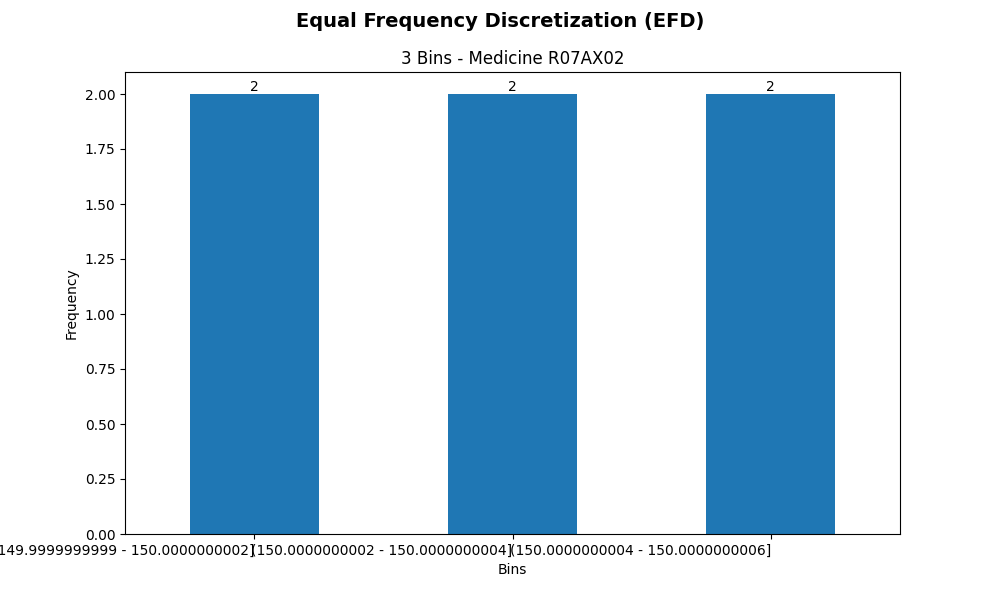 Equal Frequency Discretization (EFD)
3 Bins - Medicine R07AX02
2 2 2
2.00
1.75
1.50
1.25
1.00
0.75
0.50
0.25
0.00
Frequency
149.9999999999 - 150.0000000002] (150.0000000002 - 150.0000000004] (150.0000000004 - 150.0000000006]
Bins